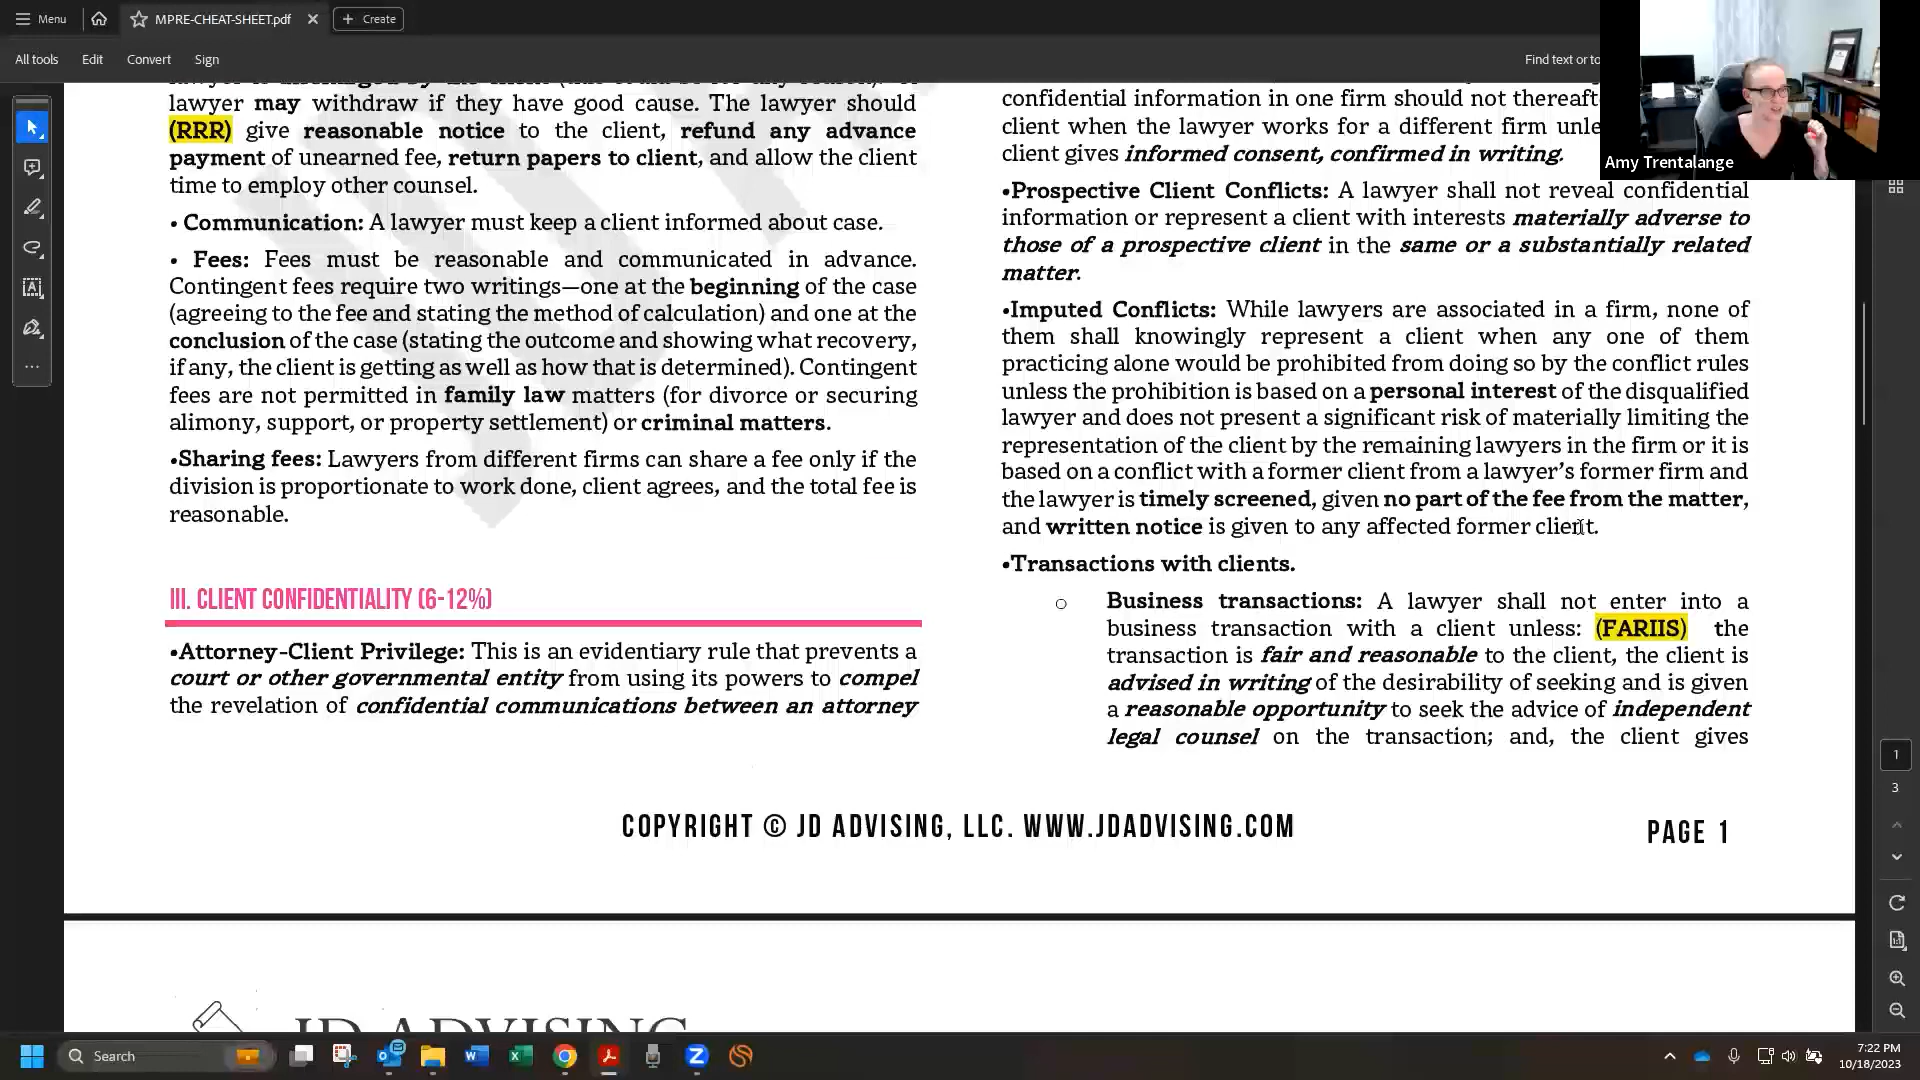 Menu
MPRE-CHEAT-SHEET.pdf
Create
All tools
Edit
Convert
Sign
Find text or to
Amy Trentalange
lawyer may withdraw if they have good cause. The lawyer should
(RRR) give reasonable notice to the client, refund any advance
payment of unearned fee, return papers to client, and allow the client
time to employ other counsel.
• Communication: A lawyer must keep a client informed about case.
• Fees: Fees must be reasonable and communicated in advance.
Contingent fees require two writings—one at the beginning of the case
(agreeing to the fee and stating the method of calculation) and one at the
conclusion of the case (stating the outcome and showing what recovery,
if any, the client is getting as well as how that is determined). Contingent
fees are not permitted in family law matters (for divorce or securing
alimony, support, or property settlement) or criminal matters.
•Sharing fees: Lawyers from different firms can share a fee only if the
division is proportionate to work done, client agrees, and the total fee is
reasonable.
III. CLIENT CONFIDENTIALITY (6-12%)
•Attorney-Client Privilege: This is an evidentiary rule that prevents a
court or other governmental entity from using its powers to compel
the revelation of confidential communications between an attorney
confidential information in one firm should not
client when the lawyer works for a different firm
client gives informed consent, confirmed in writing.
•Prospective Client Conflicts: A lawyer shall not reveal confidential
information or represent a client with interests materially adverse to
those of a prospective client in the same or a substantially related
matter.
•Imputed Conflicts: While lawyers are associated in a firm, none of
them shall knowingly represent a client when any one of them
practicing alone would be prohibited from doing so by the conflict rules
unless the prohibition is based on a personal interest of the disqualified
lawyer and does not present a significant risk of materially limiting the
representation of the client by the remaining lawyers in the firm or it is
based on a conflict with a former client from a lawyer's former firm and
the lawyer is timely screened, given no part of the fee from the matter,
and written notice is given to any affected former client.
•Transactions with clients.
Business transactions: A lawyer shall not enter into a
business transaction with a client unless: (FARIIS) the
transaction is fair and reasonable to the client, the client is
advised in writing of the desirability of seeking and is given
a reasonable opportunity to seek the advice of independent
legal counsel on the transaction; and, the client gives
COPYRIGHT © JD ADVISING, LLC. WWW.JDADVISING.COM
PAGE 1
1
3
JD ADVISING
Search
7:22 PM
10/18/2023